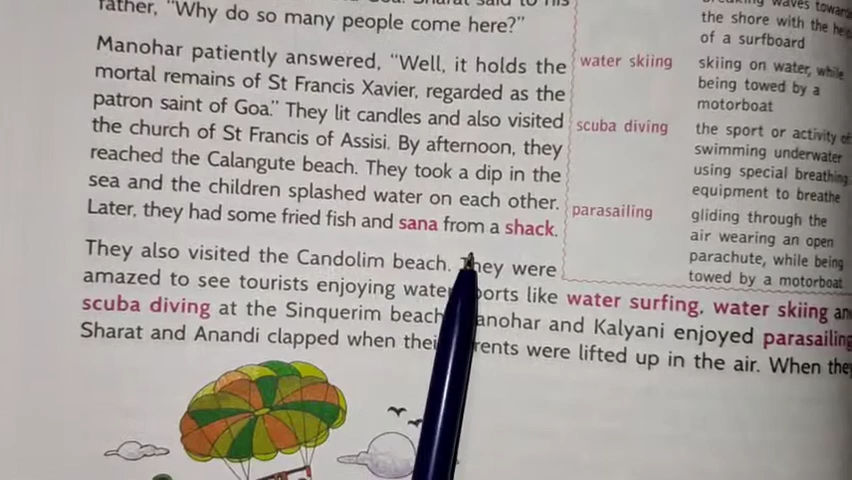 father, "Why do so many people come here?"
Manohar patiently answered, "Well, it holds the
mortal remains of St Francis Xavier, regarded as the
patron saint of Goa." They lit candles and also visited
the church of St Francis of Assisi. By afternoon, they
reached the Calangute beach. They took a dip in the
sea and the children splashed water on each other.
Later, they had some fried fish and sana from a shack.
They also visited the Candolim beach. They were
amazed to see tourists enjoying water sports like water surfing, water skiing
scuba diving at the Sinquerim beach. Manohar and Kalyani enjoyed parasailing
Sharat and Anandi clapped when their parents were lifted up in the air. When they
waves
the shore with the
of a surfboard
water skiing skiing on water, while
being towed by a
motorboat
scuba diving the sport or activity of
swimming underwater
using special breathing
equipment to breathe
parasailing gliding through the
air wearing an open
parachute, while being
towed by a motorboat